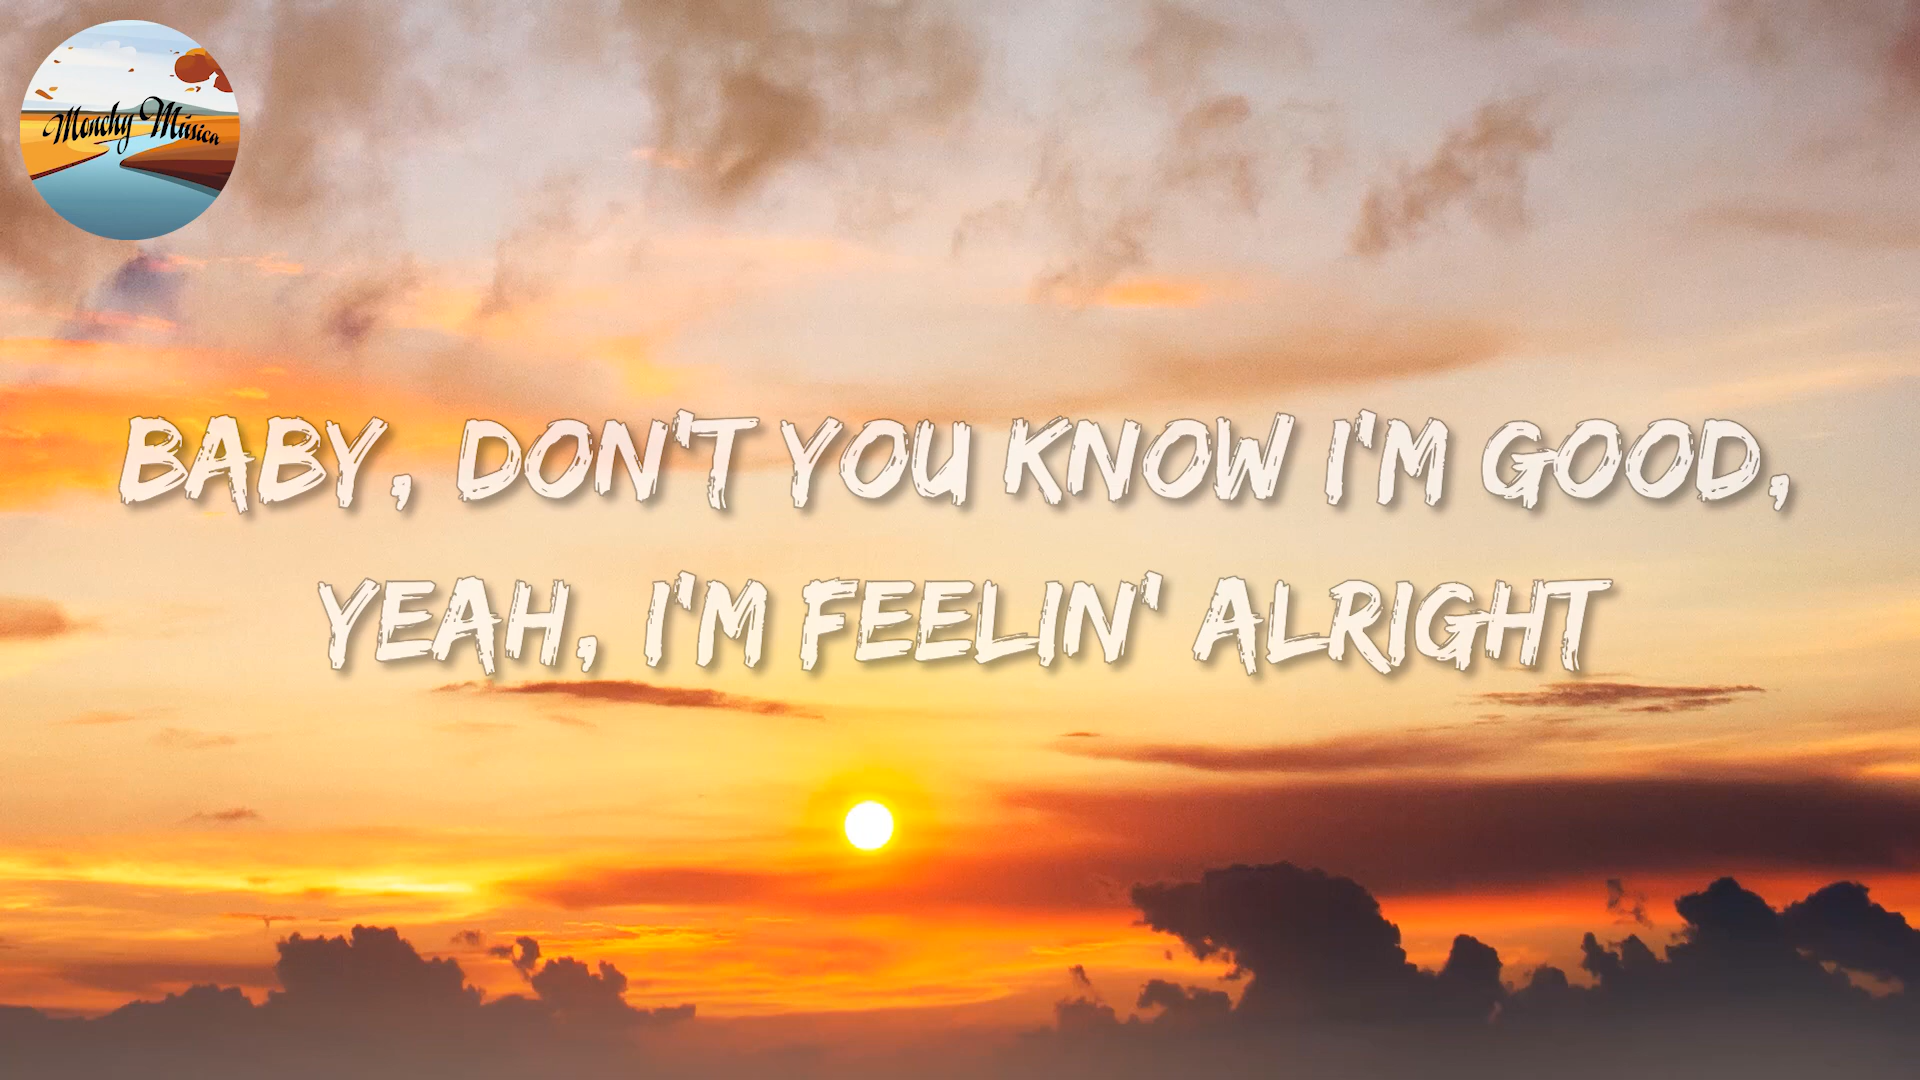 Monchy Música
BABY, DON'T YOU KNOW I'M GOOD,
YEAH, I'M FEELIN' ALRIGHT